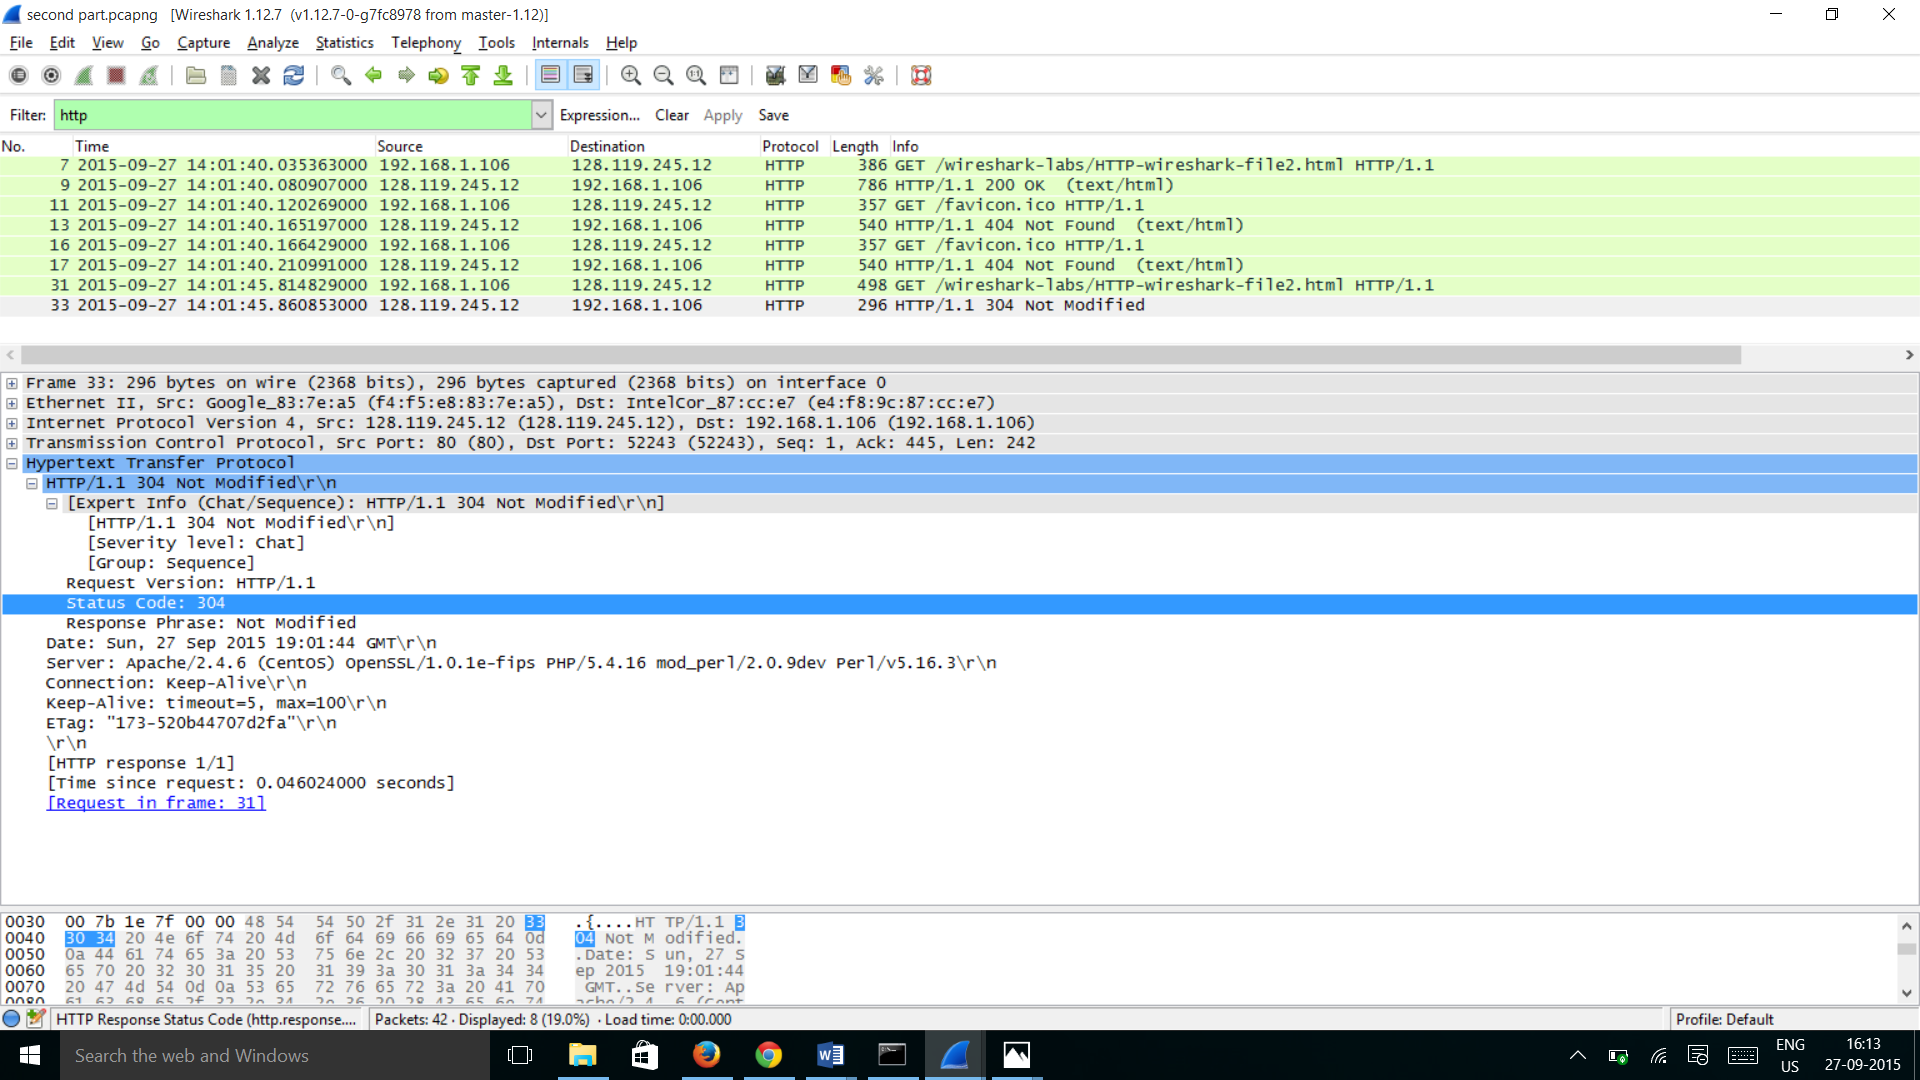 second part.pcapng [Wireshark 1.12.7 (v1.12.7-0-g7fc8978 from master-1.12)]
File Edit View Go Capture Analyze Statistics Telephony Tools Internals Help
Filter: http Expression... Clear Apply Save
No. Time Source Destination Protocol Length Info
7 2015-09-27 14:01:40.035363000 192.168.1.106 128.119.245.12 HTTP 386 GET /wireshark-labs/HTTP-wireshark-file2.html HTTP/1.1
9 2015-09-27 14:01:40.080907000 128.119.245.12 192.168.1.106 HTTP 786 HTTP/1.1 200 OK (text/html)
11 2015-09-27 14:01:40.120269000 192.168.1.106 128.119.245.12 HTTP 357 GET /favicon.ico HTTP/1.1
13 2015-09-27 14:01:40.165197000 128.119.245.12 192.168.1.106 HTTP 540 HTTP/1.1 404 Not Found (text/html)
16 2015-09-27 14:01:40.166429000 192.168.1.106 128.119.245.12 HTTP 357 GET /favicon.ico HTTP/1.1
17 2015-09-27 14:01:40.210991000 128.119.245.12 192.168.1.106 HTTP 540 HTTP/1.1 404 Not Found (text/html)
31 2015-09-27 14:01:45.814829000 192.168.1.106 128.119.245.12 HTTP 498 GET /wireshark-labs/HTTP-wireshark-file2.html HTTP/1.1
33 2015-09-27 14:01:45.860853000 128.119.245.12 192.168.1.106 HTTP 296 HTTP/1.1 304 Not Modified
Frame 33: 296 bytes on wire (2368 bits), 296 bytes captured (2368 bits) on interface 0
Ethernet II, Src: Google_83:7e:a5 (f4:f5:e8:83:7e:a5), Dst: IntelCor_87:cc:e7 (e4:f8:9c:87:cc:e7)
Internet Protocol Version 4, Src: 128.119.245.12 (128.119.245.12), Dst: 192.168.1.106 (192.168.1.106)
Transmission Control Protocol, Src Port: 80 (80), Dst Port: 52243 (52243), Seq: 1, Ack: 445, Len: 242
Hypertext Transfer Protocol
HTTP/1.1 304 Not Modified\r\n
[Expert Info (Chat/Sequence): HTTP/1.1 304 Not Modified\r\n]
[HTTP/1.1 304 Not Modified\r\n]
[Severity level: Chat]
[Group: Sequence]
Request Version: HTTP/1.1
Status Code: 304
Response Phrase: Not Modified
Date: Sun, 27 Sep 2015 19:01:44 GMT\r\n
Server: Apache/2.4.6 (CentOS) OpenSSL/1.0.1e-fips PHP/5.4.16 mod_perl/2.0.9dev Perl/v5.16.3\r\n
Connection: Keep-Alive\r\n
Keep-Alive: timeout=5, max=100\r\n
ETag: "173-520b44707d2fa"\r\n
\r\n
[HTTP response 1/1]
[Time since request: 0.046024000 seconds]
[Request in frame: 31]
0030 00 7b 1e 7f 00 00 48 54 54 50 2f 31 2e 31 20 33 .{....HT TP/1.1 3
0040 30 34 20 4e 6f 74 20 4d 6f 64 69 66 69 65 64 0d 04 Not M odified.
0050 0a 44 61 74 65 3a 20 53 75 6e 2c 20 32 37 20 53 .Date: S un, 27 S
0060 65 70 20 32 30 31 35 20 31 39 3a 30 31 3a 34 34 ep 2015 19:01:44
0070 20 47 4d 54 0d 0a 53 65 72 76 65 72 3a 20 41 70 GMT..Se rver: Ap
0080 61 63 68 65 2f 32 2e 34 2e 36 20 28 43 65 6e 74 ache/2.4 .6 (Cent
HTTP Response Status Code (http.response.... Packets: 42 · Displayed: 8 (19.0%) · Load time: 0:00.000 Profile: Default
Search the web and Windows
ENG
US
16:13
27-09-2015